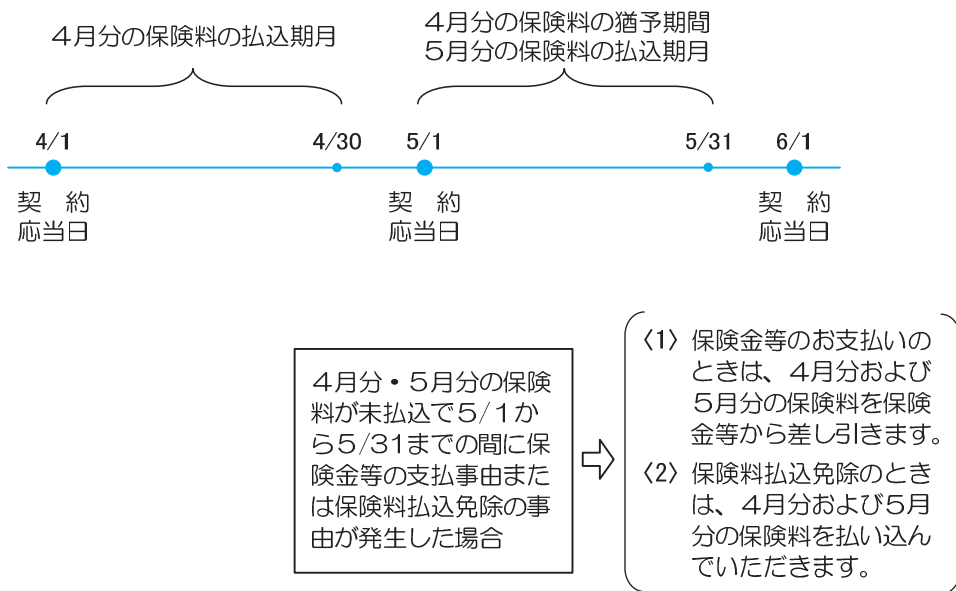 4月分の保険料の払込期月
4月分の保険料の猶予期間
5月分の保険料の払込期月
4/1
4/30
5/1
5/31
6/1
契 約
応当日
契 約
応当日
契 約
応当日
4月分・5月分の保険
料が未払込で5/1か
ら5/31までの間に保
険金等の支払事由また
は保険料払込免除の事
由が発生した場合
〈1〉 保険金等のお支払いの
ときは、4月分および
5月分の保険料を保険
金等から差し引きます。
〈2〉 保険料払込免除のとき
は、4月分および5月
分の保険料を払い込ん
でいただきます。